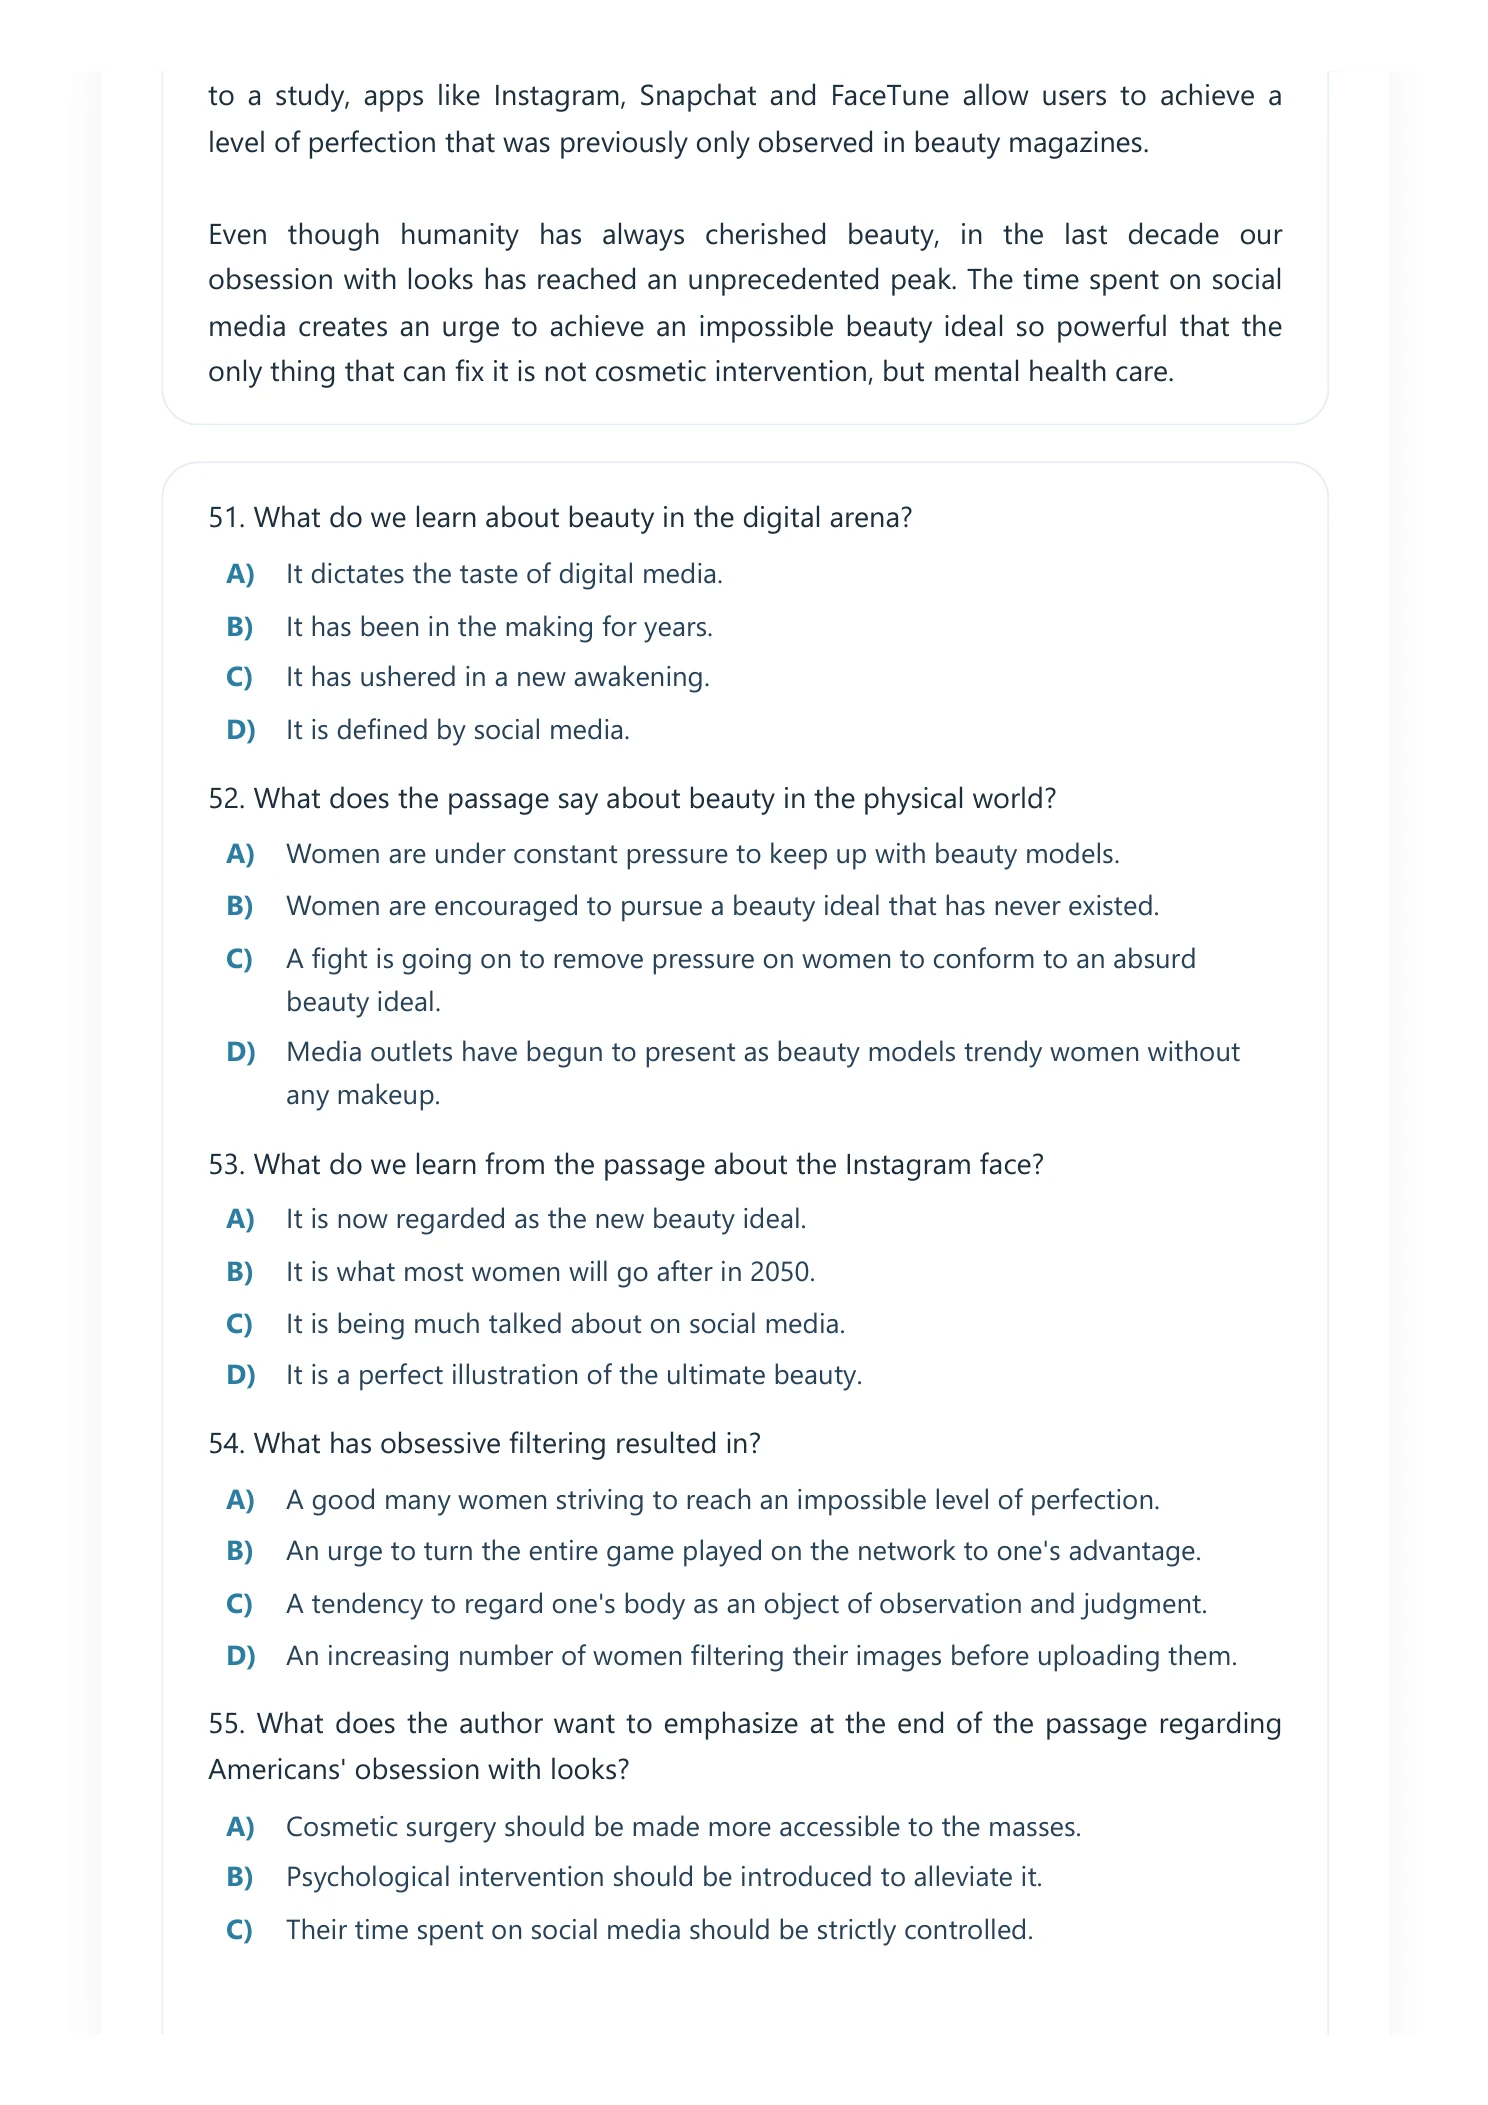 to a study, apps like Instagram, Snapchat and FaceTune allow users to achieve a
level of perfection that was previously only observed in beauty magazines.
Even though humanity has always cherished beauty, in the last decade our
obsession with looks has reached an unprecedented peak. The time spent on social
media creates an urge to achieve an impossible beauty ideal so powerful that the
only thing that can fix it is not cosmetic intervention, but mental health care.
51. What do we learn about beauty in the digital arena?
A) It dictates the taste of digital media.
B) It has been in the making for years.
C) It has ushered in a new awakening.
D) It is defined by social media.
52. What does the passage say about beauty in the physical world?
A) Women are under constant pressure to keep up with beauty models.
B) Women are encouraged to pursue a beauty ideal that has never existed.
C) A fight is going on to remove pressure on women to conform to an absurd
beauty ideal.
D) Media outlets have begun to present as beauty models trendy women without
any makeup.
53. What do we learn from the passage about the Instagram face?
A) It is now regarded as the new beauty ideal.
B) It is what most women will go after in 2050.
C) It is being much talked about on social media.
D) It is a perfect illustration of the ultimate beauty.
54. What has obsessive filtering resulted in?
A) A good many women striving to reach an impossible level of perfection.
B) An urge to turn the entire game played on the network to one's advantage.
C) A tendency to regard one's body as an object of observation and judgment.
D) An increasing number of women filtering their images before uploading them.
55. What does the author want to emphasize at the end of the passage regarding
Americans' obsession with looks?
A) Cosmetic surgery should be made more accessible to the masses.
B) Psychological intervention should be introduced to alleviate it.
C) Their time spent on social media should be strictly controlled.